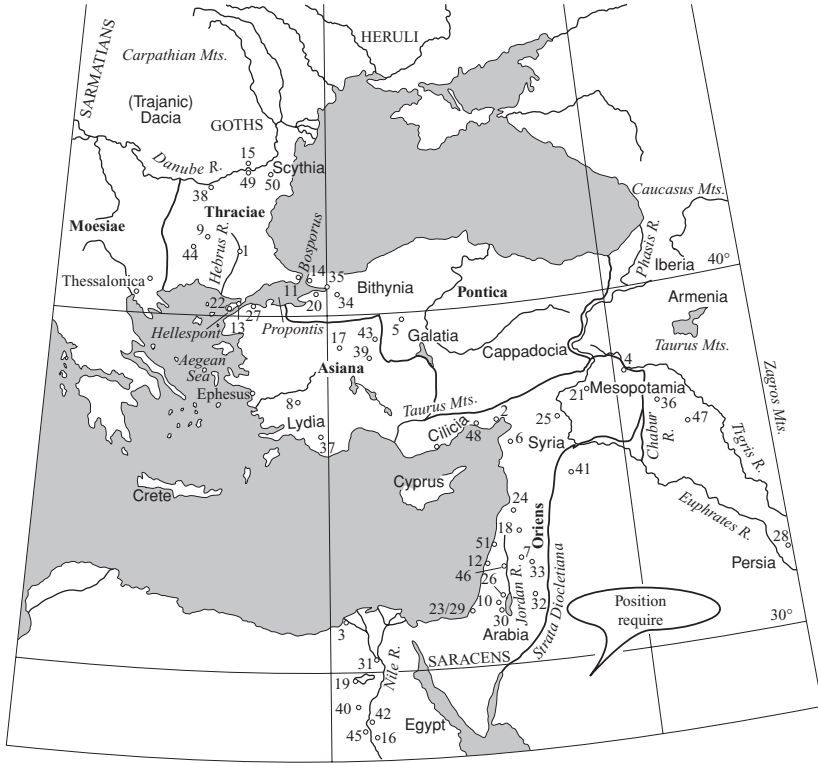 HERULI
SARMATIANS
Carpathian Mts.
(Trajanic)
Dacia
GOTHS
15
Danube R.
Scythia
49
50
38
Caucasus Mts.
Thraciae
Moesiae
9
Hebrus R.
1
44
Bosporus
Phasis R.
Iberia
40°
Thessalonica
14
35
11
Bithynia
Pontica
Armenia
22
20
34
27
Hellespont
13
Propontis
5
Galatia
17
43
39
Cappadocia
Taurus Mts.
Aegean
Sea
Asiana
4
Zagros Mts.
Ephesus
21
Mesopotamia
36
8
Taurus Mts.
2
25
47
Lydia
Cilicia
48
6
Syria
Chabur
R.
Tigris R.
37
41
Cyprus
Crete
24
Euphrates R.
18
Oriens
51
28
12
7
Persia
46
33
26
Jordan R.
Strata Diocletiana
23/29
10
32
30
Position
require
30°
3
Arabia
31
Nile R.
SARACENS
19
40
42
Egypt
45
16